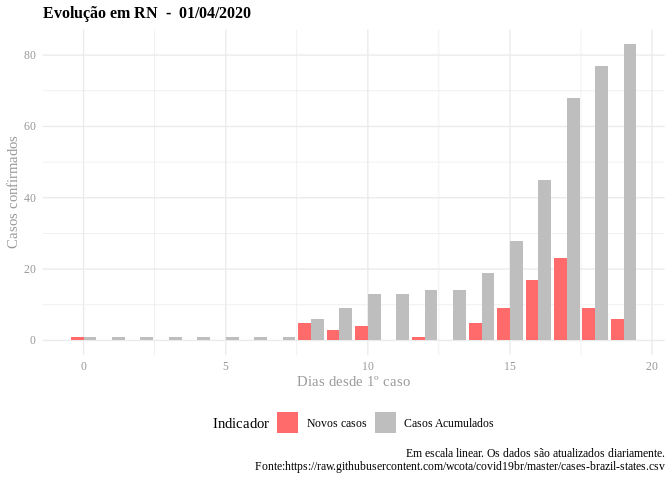 Evolução em RN - 01/04/2020
80
60
40
20
0
Casos confirmados
0 5 10 15 20
Dias desde 1º caso
Indicador Novos casos Casos Acumulados
Em escala linear. Os dados são atualizados diariamente.
Fonte:https://raw.githubusercontent.com/wcota/covid19br/master/cases-brazil-states.csv